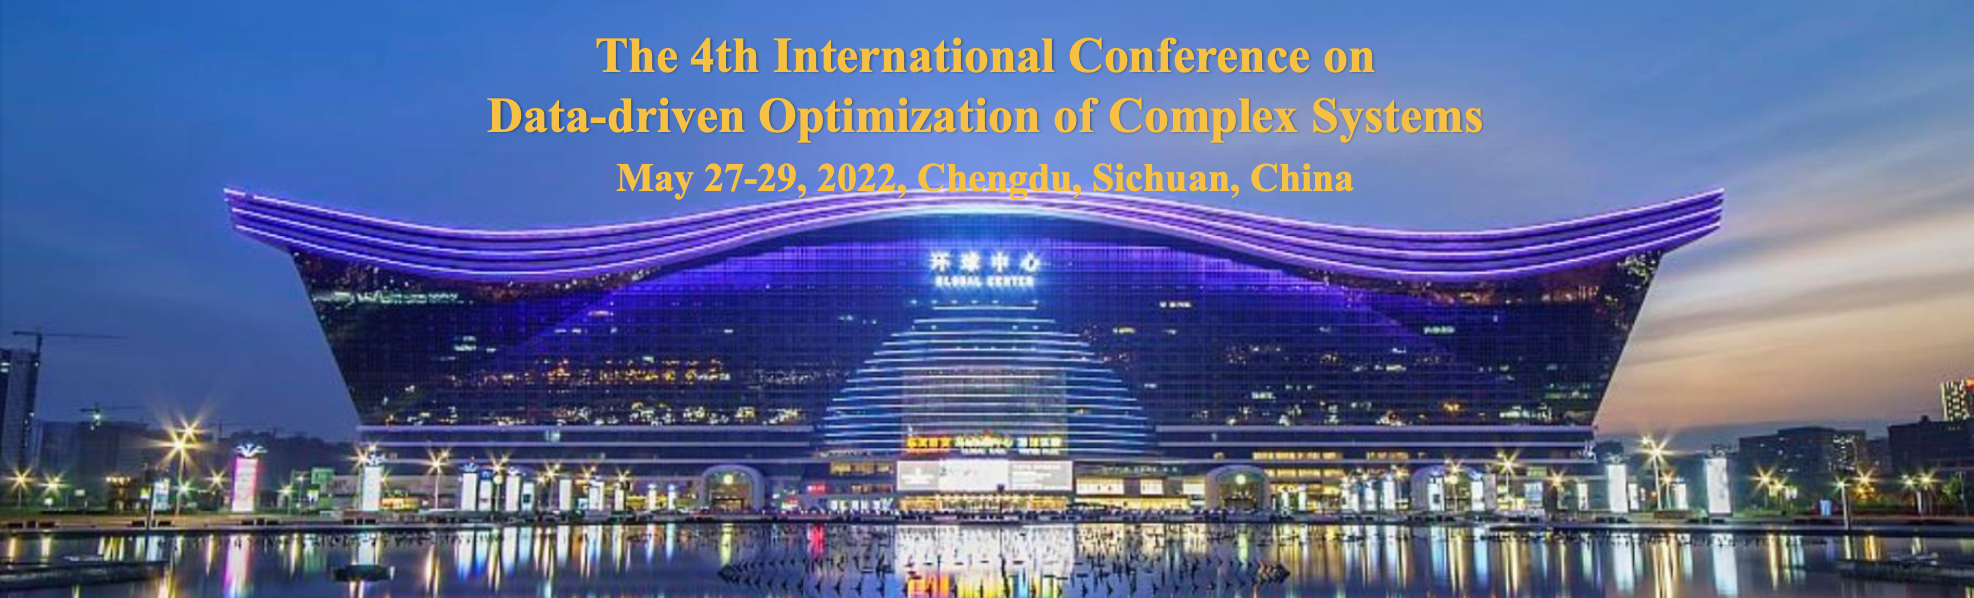 The 4th International Conference on
Data-driven Optimization of Complex Systems
May 27-29, 2022, Chengdu, Sichuan, China
环球中心
GLOBAL CENTER